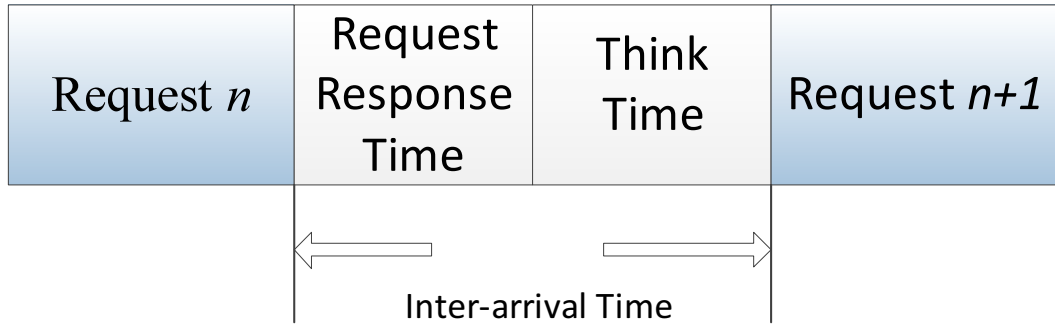 Request n
Request
Response
Time
Think
Time
Request n+1
Inter-arrival Time